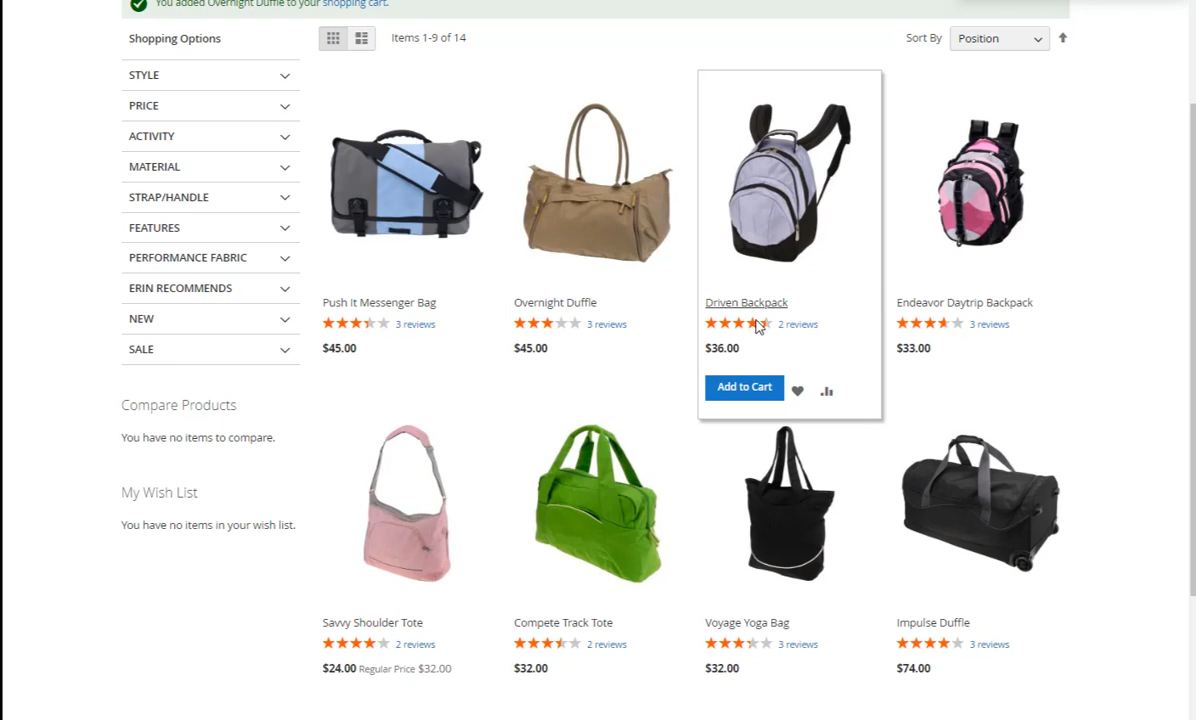 You added Overnight Duffle to your shopping cart.
Shopping Options
Items 1-9 of 14
Sort By
Position
STYLE
PRICE
ACTIVITY
MATERIAL
STRAP/HANDLE
FEATURES
PERFORMANCE FABRIC
ERIN RECOMMENDS
NEW
SALE
Compare Products
You have no items to compare.
My Wish List
You have no items in your wish list.
Push It Messenger Bag
3 reviews
$45.00
Overnight Duffle
3 reviews
$45.00
Driven Backpack
2 reviews
$36.00
Add to Cart
Endeavor Daytrip Backpack
3 reviews
$33.00
Savvy Shoulder Tote
2 reviews
$24.00 Regular Price $32.00
Compete Track Tote
2 reviews
$32.00
Voyage Yoga Bag
3 reviews
$32.00
Impulse Duffle
3 reviews
$74.00